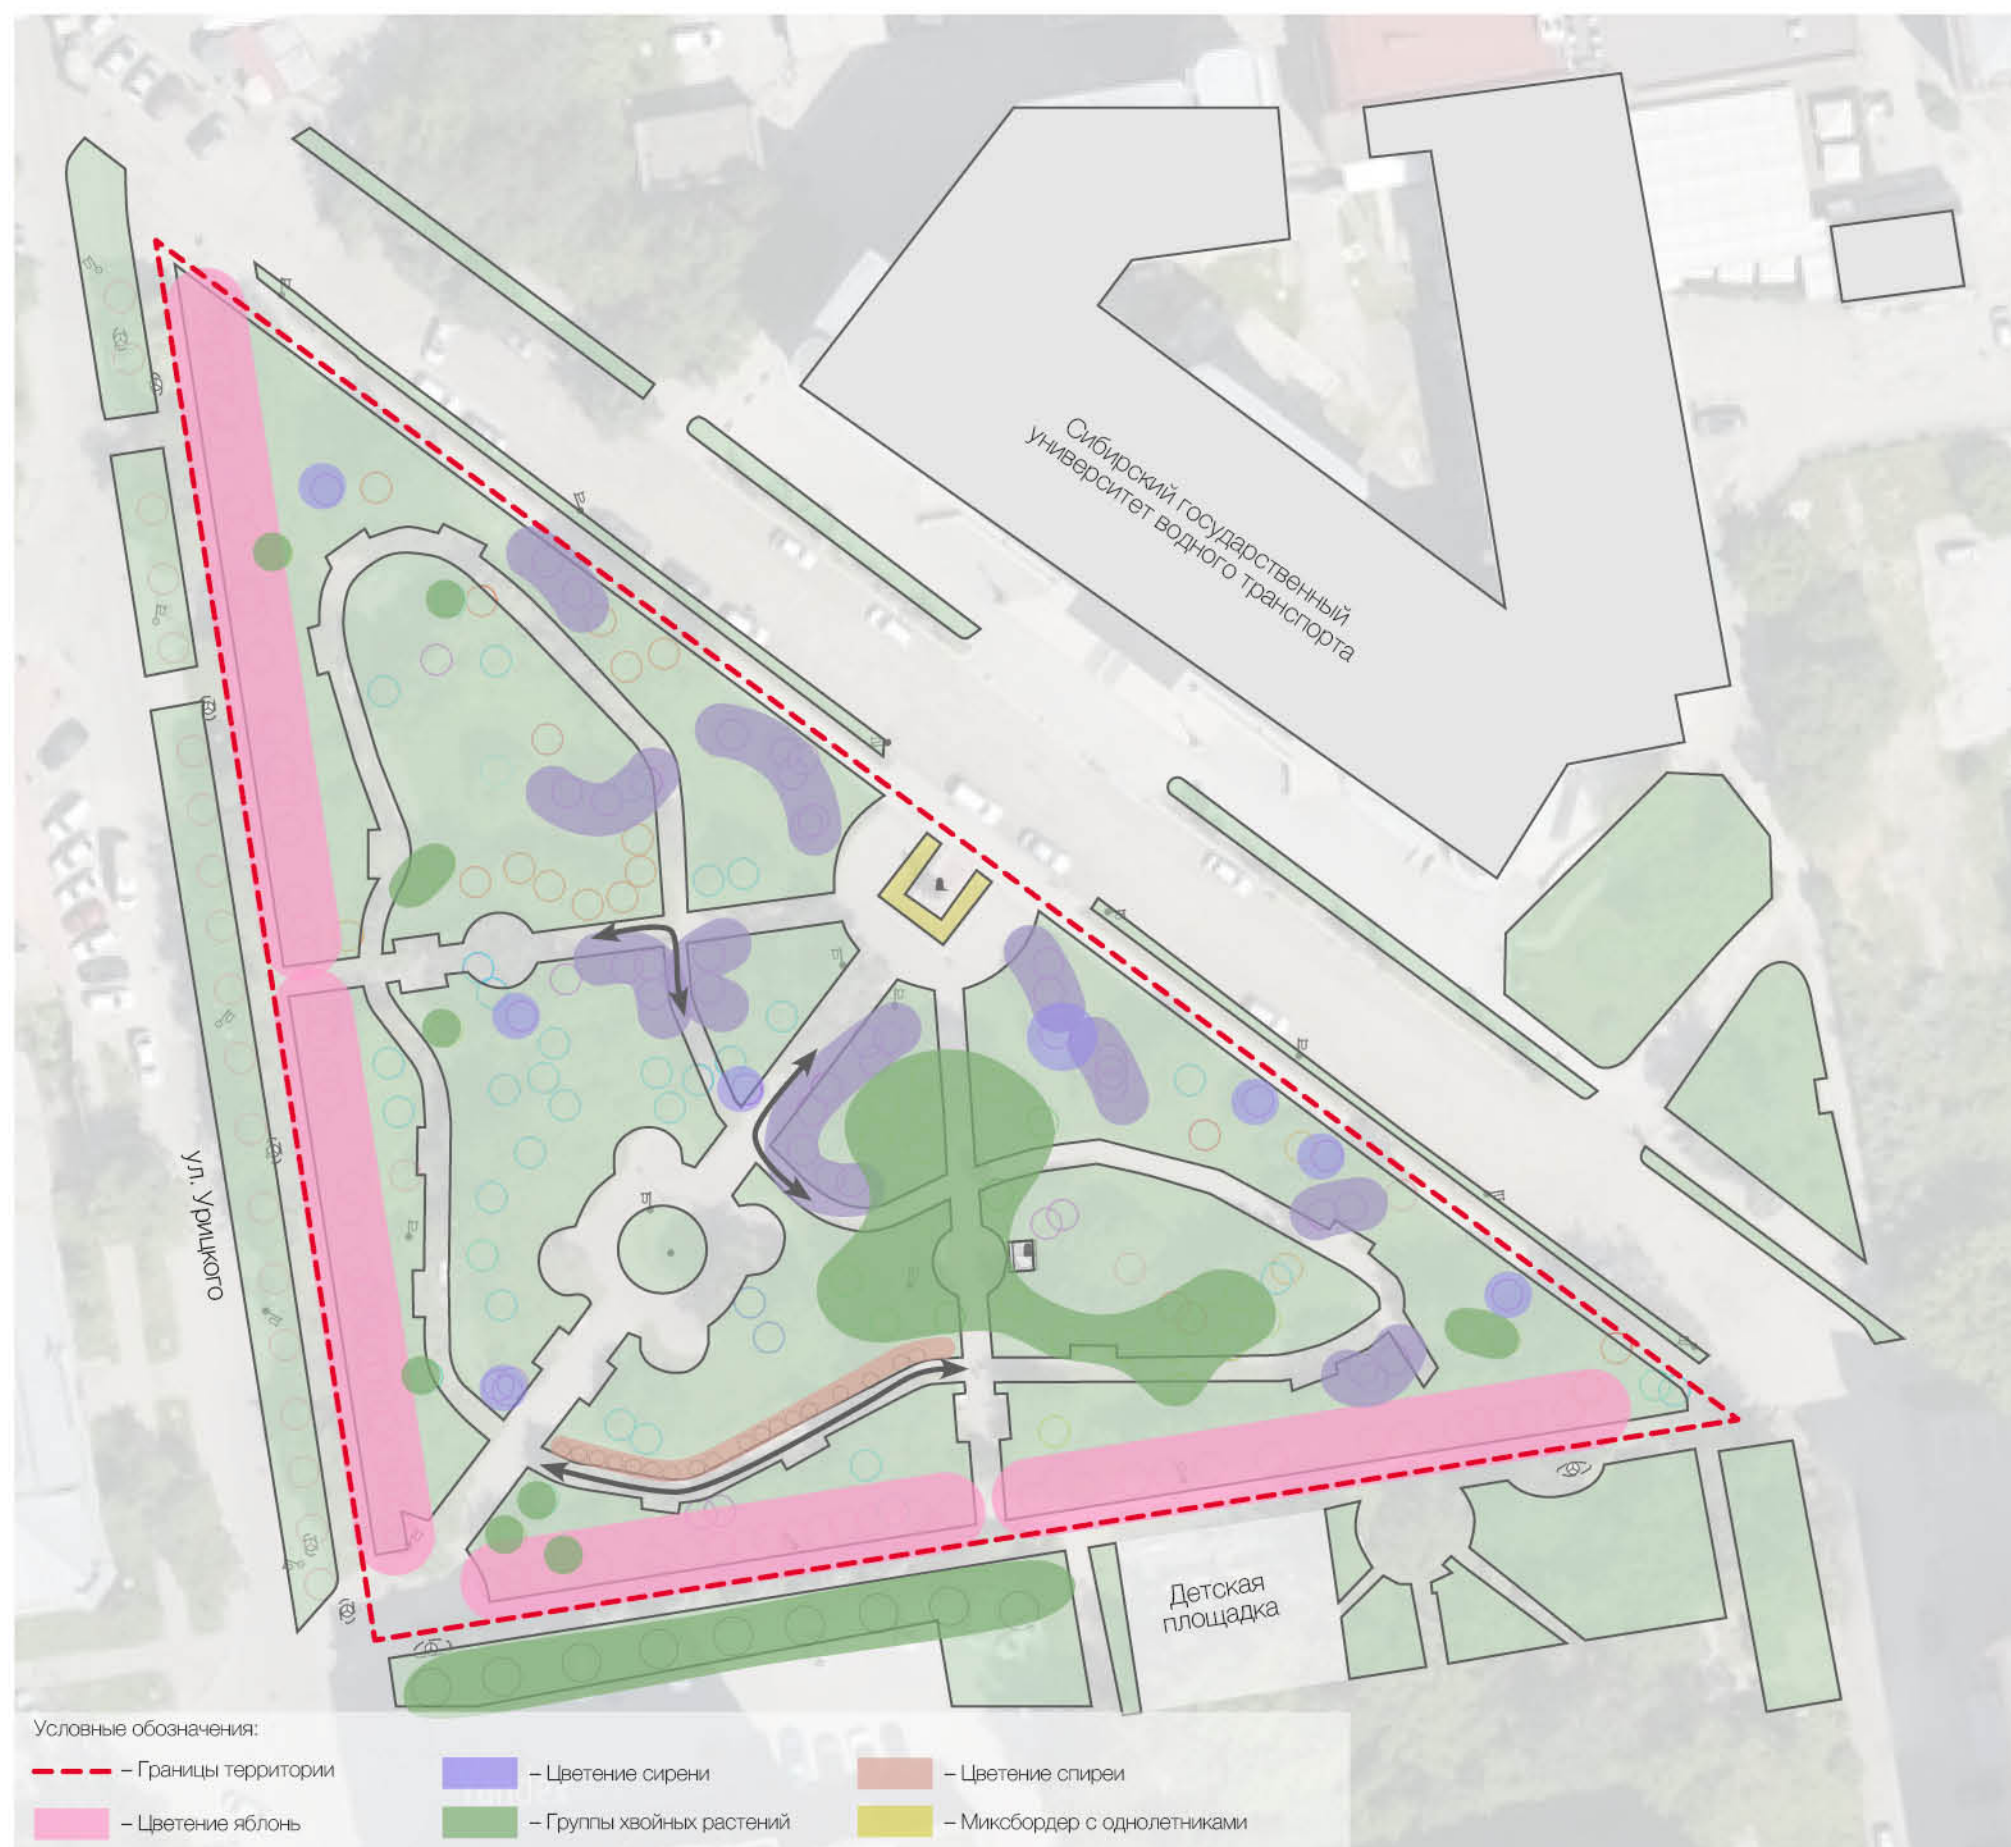 Сибирский государственный
университет водного транспорта
ул. Урицкого
Детская
площадка
Условные обозначения:
– Границы территории
– Цветение яблонь
– Цветение сирени
– Группы хвойных растений
– Цветение спиреи
– Миксбордер с однолетниками